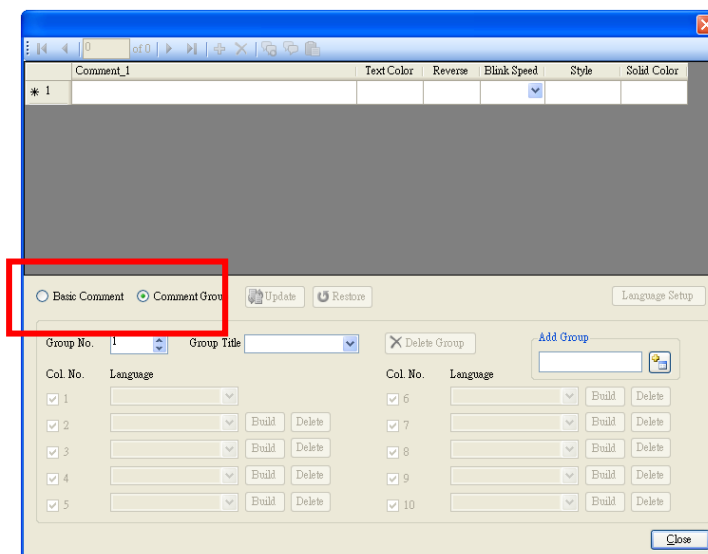 0 of 0
Comment_1 Text Color Reverse Blink Speed Style Solid Color
* 1
Basic Comment Comment Group Update Restore Language Setup
Group No. 1 Group Title Delete Group Add Group
Col. No. Language Col. No. Language
1 6 Build Delete
2 Build Delete 7 Build Delete
3 Build Delete 8 Build Delete
4 Build Delete 9 Build Delete
5 Build Delete 10 Build Delete
Close